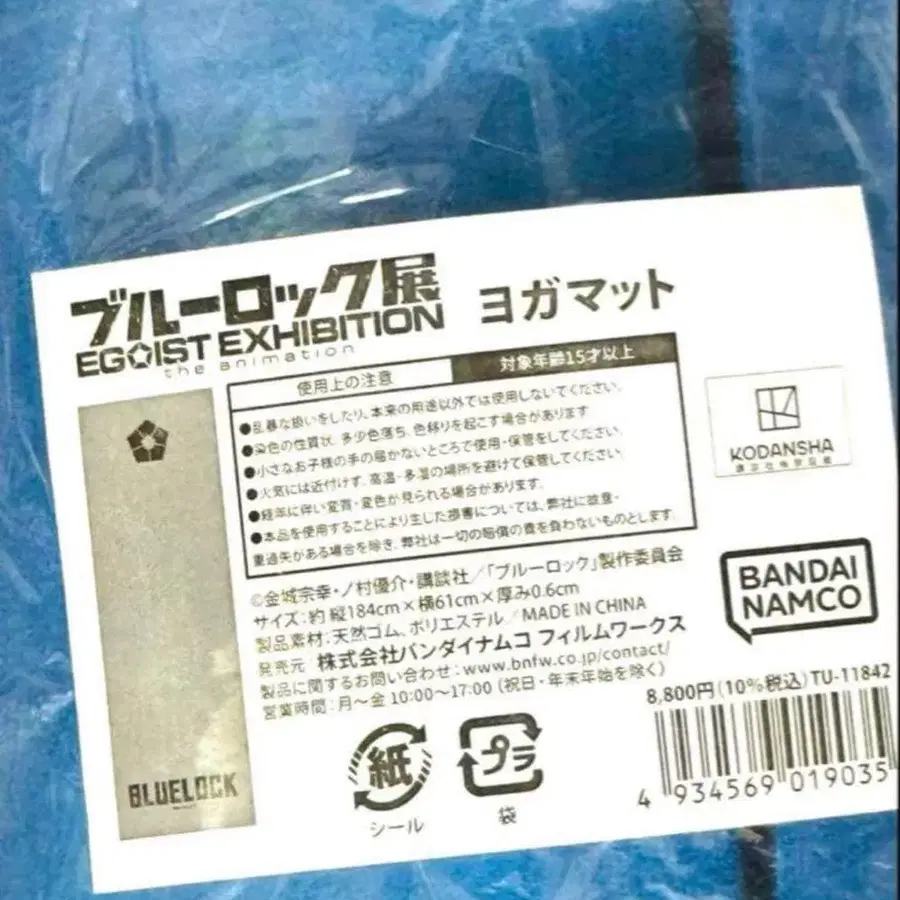 ブルーロック展
EGOIST EXHIBITION
the animation
ヨガマット
使用上の注意
対象年齢15才以上
●乱暴な扱いをしたり、本来の用途以外では使用しないでください。
●染色の性質状、多少色落ち、色移りを起こす場合があります
●小さなお子様の手の届かないところで使用・保管をしてください。
●火気には近付けず、高温・多湿の場所を避けて保管してください。
●経年に伴い変質・変色が見られる場合があります。
●本品を使用することにより生じた損害については、弊社に故意・
重過失がある場合を除き、弊社は一切の賠償の責を負わないものとします。
©金城宗幸・ノ村優介・講談社／「ブルーロック」製作委員会
サイズ：約 縦184cm×横61cm×厚み0.6cm
製品素材：天然ゴム、ポリエステル／MADE IN CHINA
発売元 株式会社バンダイナムコ フィルムワークス
製品に関するお問い合わせ：www.bnfw.co.jp/contact/
営業時間：月～金 10:00～17:00（祝日・年末年始を除く）
KODANSHA
BANDAI
NAMCO
8,800円（10%税込）TU-11842
4 934569 019035
BLUELOCK
紙
シール
プラ
袋